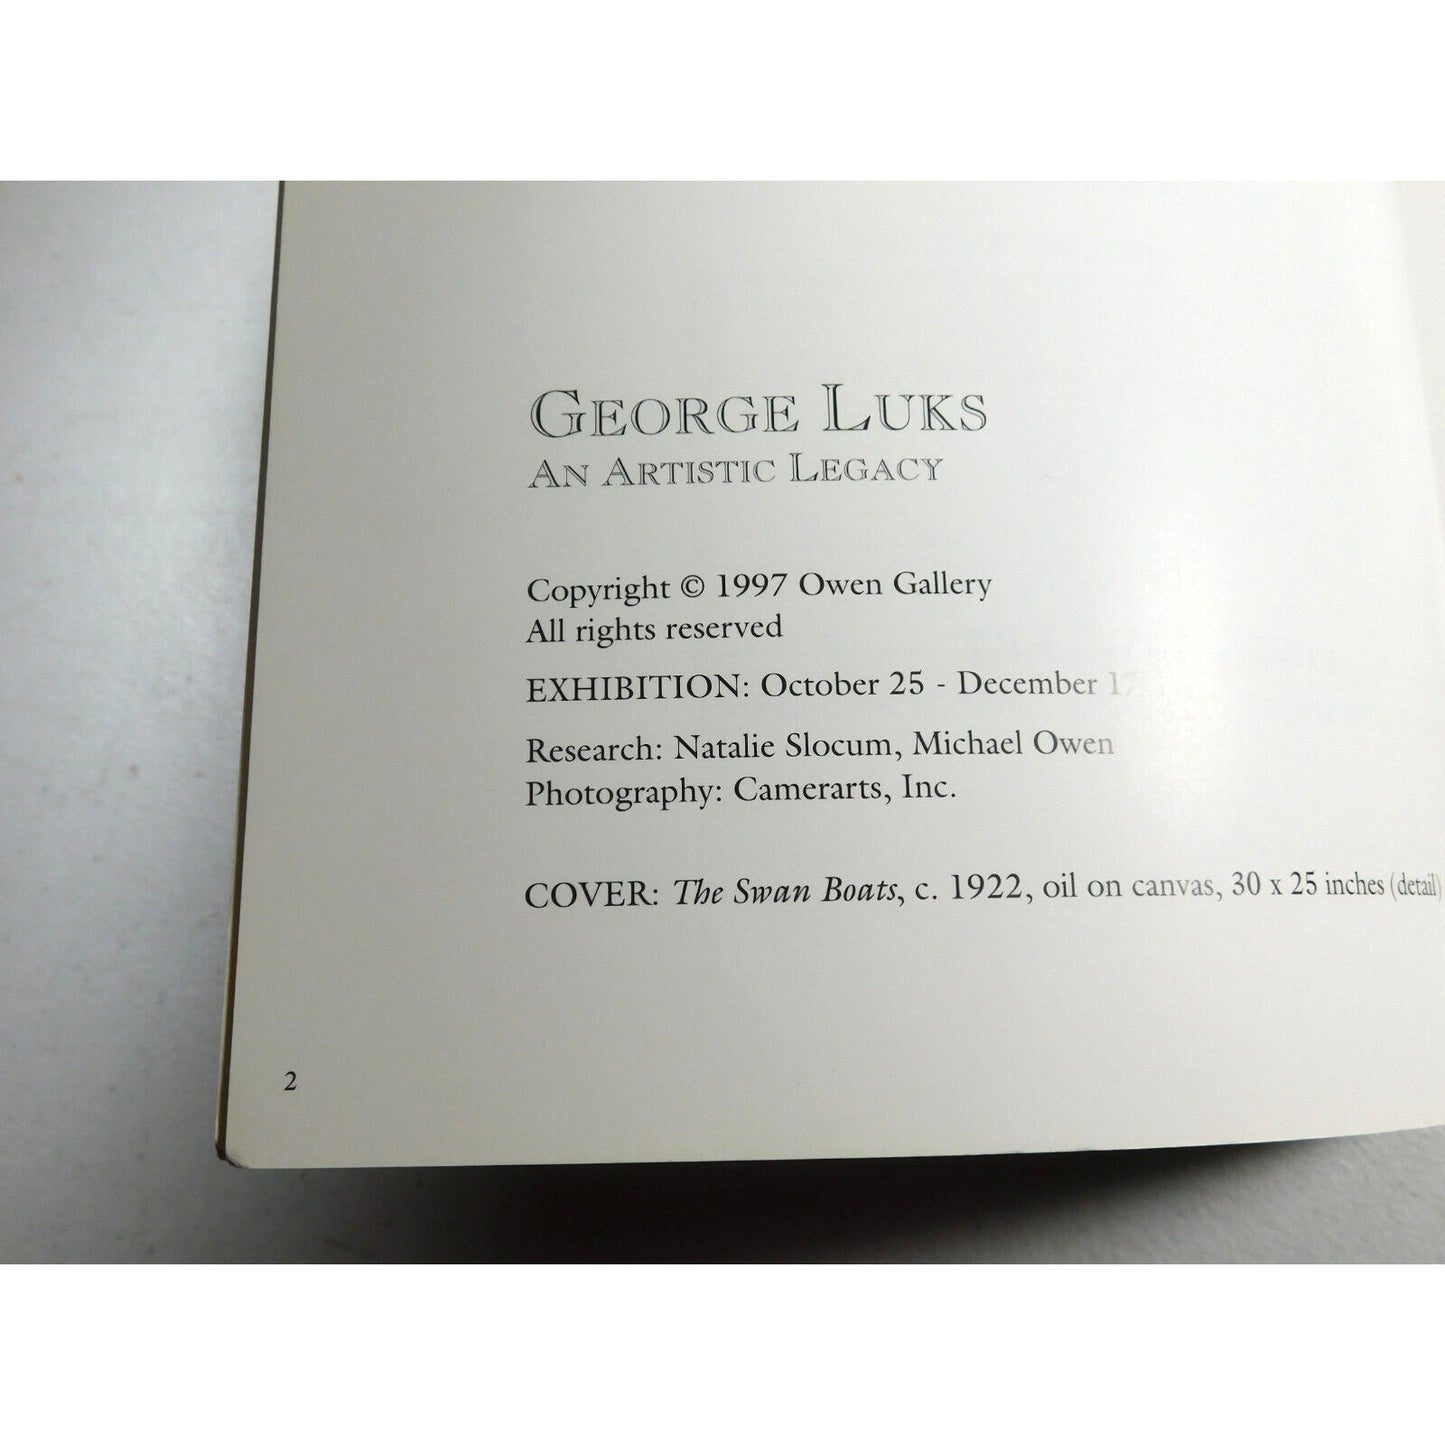 GEORGE LUKS
AN ARTISTIC LEGACY
Copyright © 1997 Owen Gallery
All rights reserved
EXHIBITION: October 25 - December
Research: Natalie Slocum, Michael Owen
Photography: Camerarts, Inc.
COVER: The Swan Boats, c. 1922, oil on canvas, 30 x 25 inches (detail)
2